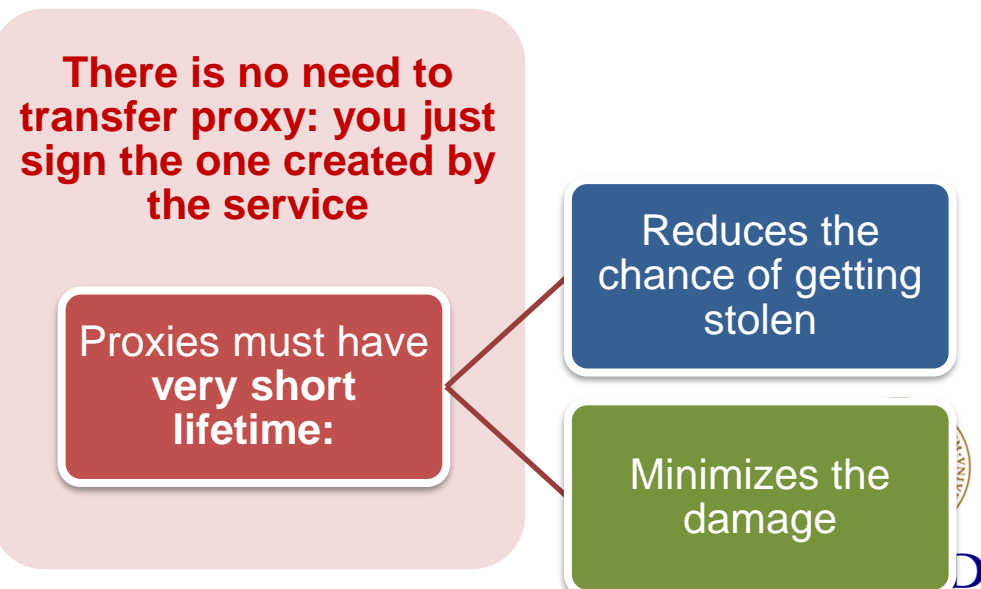 There is no need to
transfer proxy: you just
sign the one created by
the service
Proxies must have
very short
lifetime:
Reduces the
chance of getting
stolen
Minimizes the
damage
D